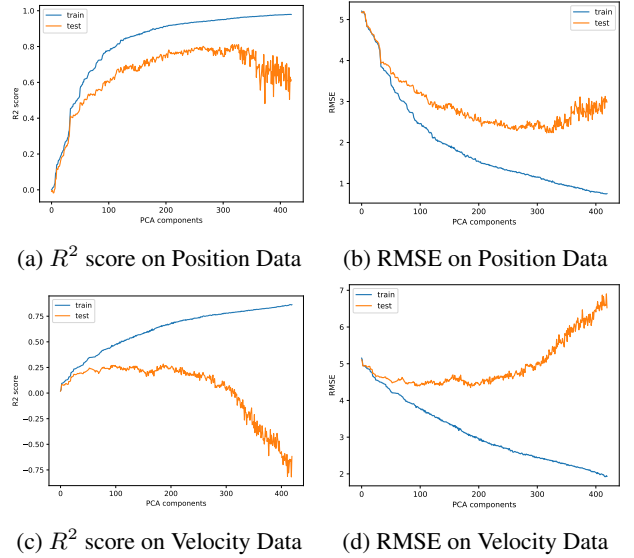 train
test
1.0
0.8
0.6
0.4
0.2
0.0
R2 score
0
100
200
300
400
PCA components
train
test
5
4
3
2
1
RMSE
0
100
200
300
400
PCA components
(a) R² score on Position Data
(b) RMSE on Position Data
train
test
0.75
0.50
0.25
0.00
−0.25
−0.50
−0.75
R2 score
0
100
200
300
400
PCA components
train
test
7
6
5
4
3
2
RMSE
0
100
200
300
400
PCA components
(c) R² score on Velocity Data
(d) RMSE on Velocity Data